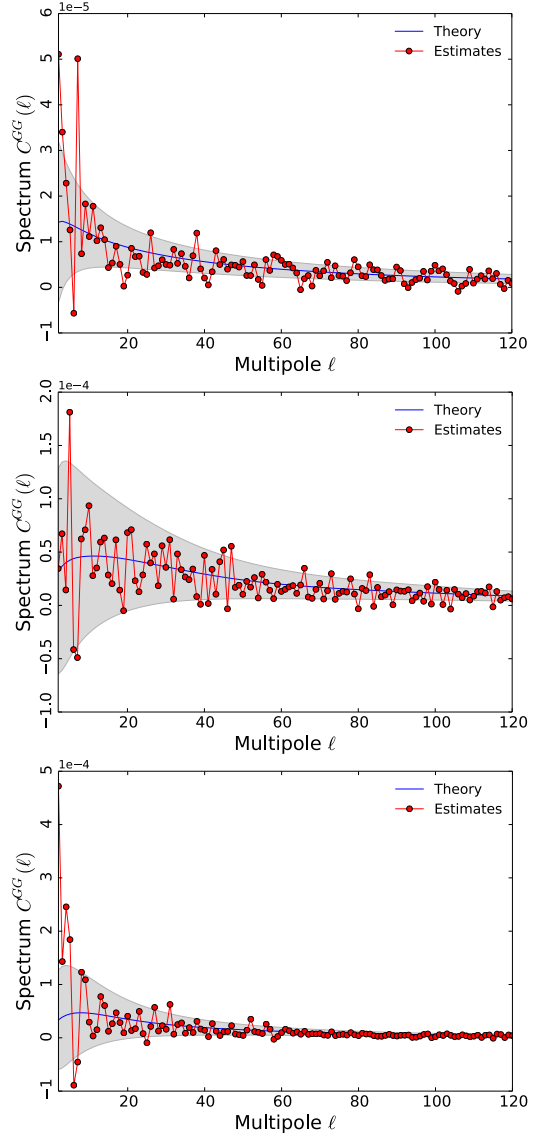 1e−5
6
5
4
3
2
1
0
−1
Spectrum C^{GG}(ℓ)
Theory
Estimates
20 40 60 80 100 120
Multipole ℓ
1e−4
2.0
1.5
1.0
0.5
0.0
−0.5
−1.0
Spectrum C^{GG}(ℓ)
Theory
Estimates
20 40 60 80 100 120
Multipole ℓ
1e−4
5
4
3
2
1
0
−1
Spectrum C^{GG}(ℓ)
Theory
Estimates
20 40 60 80 100 120
Multipole ℓ